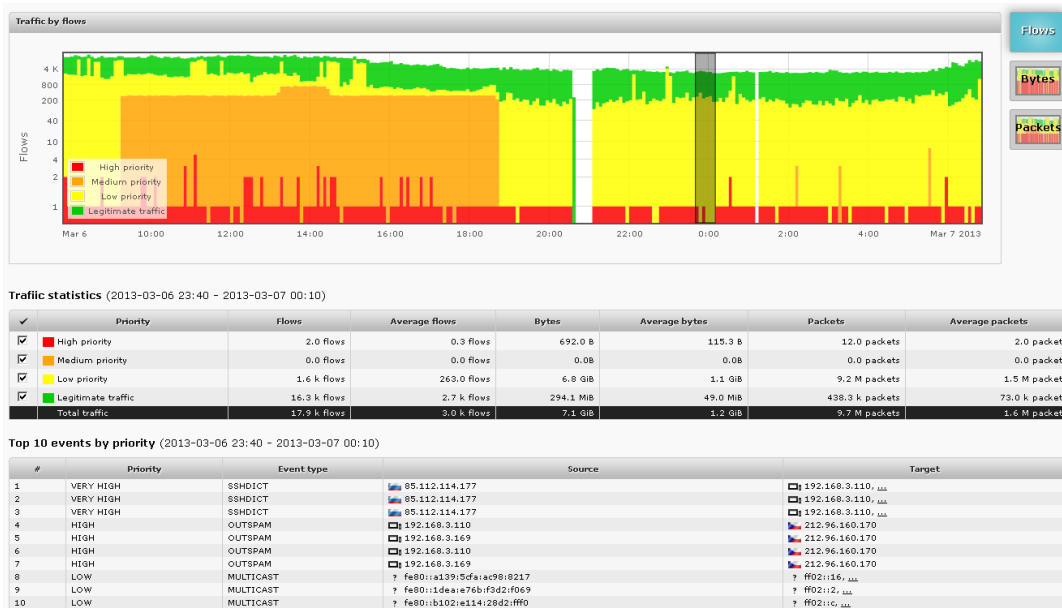 Traffic by flows
Flows
Bytes
Packets
Flows
4 K
800
200
40
10
4
2
1
High priority
Medium priority
Low priority
Legitimate traffic
Mar 6 10:00 12:00 14:00 16:00 18:00 20:00 22:00 0:00 2:00 4:00 Mar 7 2013
Traffic statistics (2013-03-06 23:40 - 2013-03-07 00:10)
Priority Flows Average flows Bytes Average bytes Packets Average packets
High priority 2.0 flows 0.3 flows 692.0 B 115.3 B 12.0 packets 2.0 packet
Medium priority 0.0 flows 0.0 flows 0.0B 0.0B 0.0 packets 0.0 packet
Low priority 1.6 k flows 263.0 flows 6.8 GiB 1.1 GiB 9.2 M packets 1.5 M packet
Legitimate traffic 16.3 k flows 2.7 k flows 294.1 MiB 49.0 MiB 438.3 k packets 73.0 k packet
Total traffic 17.9 k flows 3.0 k flows 7.1 GiB 1.2 GiB 9.7 M packets 1.6 M packet
Top 10 events by priority (2013-03-06 23:40 - 2013-03-07 00:10)
# Priority Event type Source Target
1 VERY HIGH SSHDICT 85.112.114.177 192.168.3.110, ...
2 VERY HIGH SSHDICT 85.112.114.177 192.168.3.110, ...
3 VERY HIGH SSHDICT 85.112.114.177 192.168.3.110, ...
4 HIGH OUTSPAM 192.168.3.110 212.96.160.170
5 HIGH OUTSPAM 192.168.3.169 212.96.160.170
6 HIGH OUTSPAM 192.168.3.110 212.96.160.170
7 HIGH OUTSPAM 192.168.3.169 212.96.160.170
8 LOW MULTICAST ? fe80::a139:5cfa:ac98:8217 ? ff02::16, ...
9 LOW MULTICAST ? fe80::1dea:e76b:f3d2:f069 ? ff02::2, ...
10 LOW MULTICAST ? fe80::b102:e114:28d2:fff0 ? ff02::c, ...